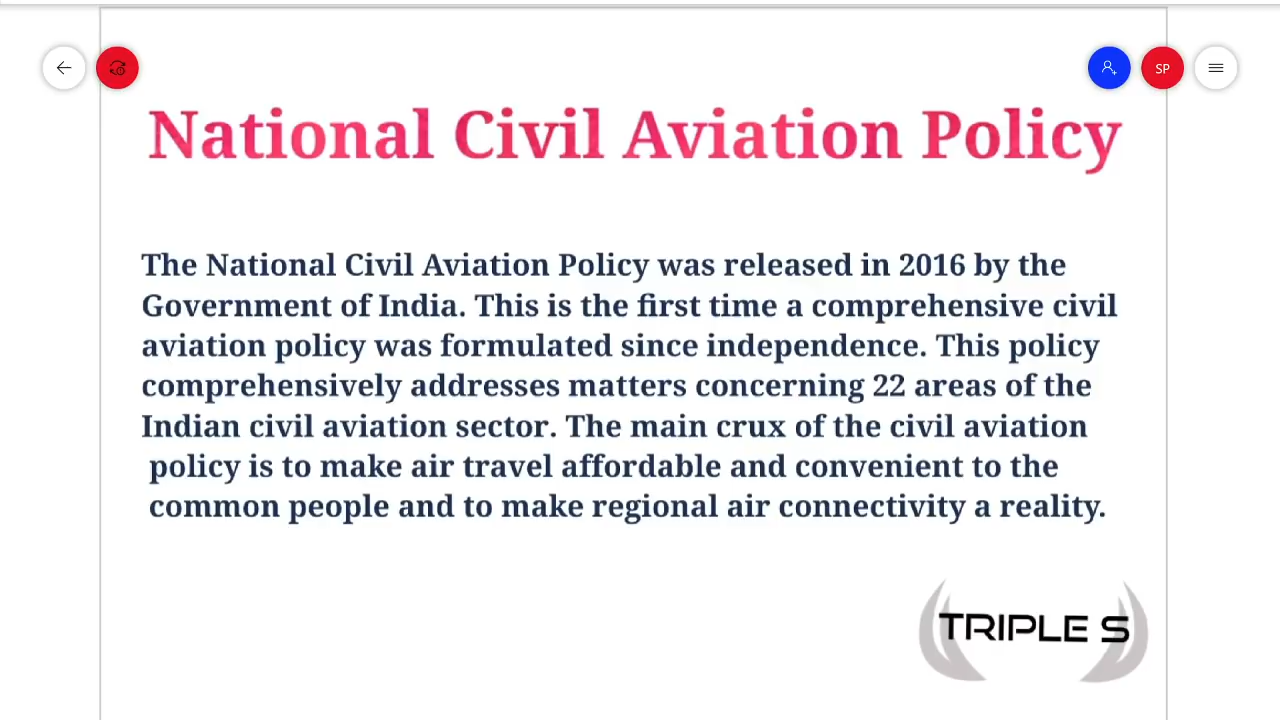 SP
National Civil Aviation Policy
The National Civil Aviation Policy was released in 2016 by the
Government of India. This is the first time a comprehensive civil
aviation policy was formulated since independence. This policy
comprehensively addresses matters concerning 22 areas of the
Indian civil aviation sector. The main crux of the civil aviation
policy is to make air travel affordable and convenient to the
common people and to make regional air connectivity a reality.
TRIPLE S